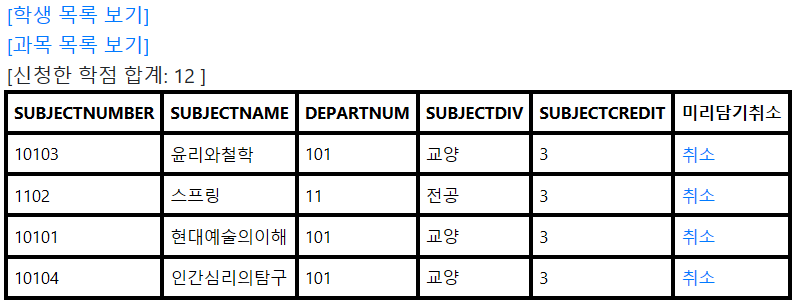 [학생 목록 보기]
[과목 목록 보기]
[신청한 학점 합계: 12 ]
SUBJECTNUMBER SUBJECTNAME DEPARTNUM SUBJECTDIV SUBJECTCREDIT 미리담기취소
10103 윤리와철학 101 교양 3 취소
1102 스프링 11 전공 3 취소
10101 현대예술의이해 101 교양 3 취소
10104 인간심리의탐구 101 교양 3 취소